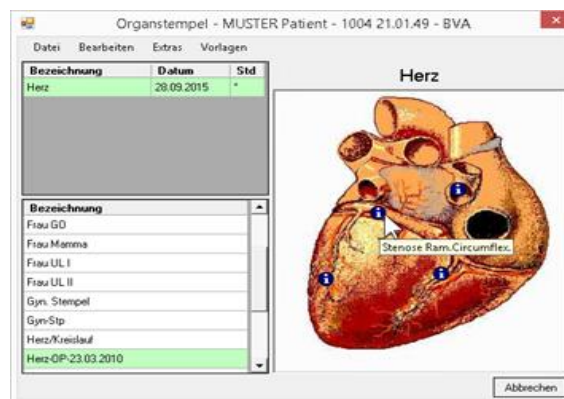 Organstempel - MUSTER Patient - 1004 21.01.49 - BVA
Datei Bearbeiten Extras Vorlagen
Bezeichnung Datum Std
Herz 28.09.2015 *
Herz
Stenose Ram.Circumflex.
Bezeichnung
Frau GO
Frau Mamma
Frau UL I
Frau UL II
Gyn. Stempel
Gyn-Stp
Herz/Kreislauf
Herz-OP-23.03.2010
Abbrechen